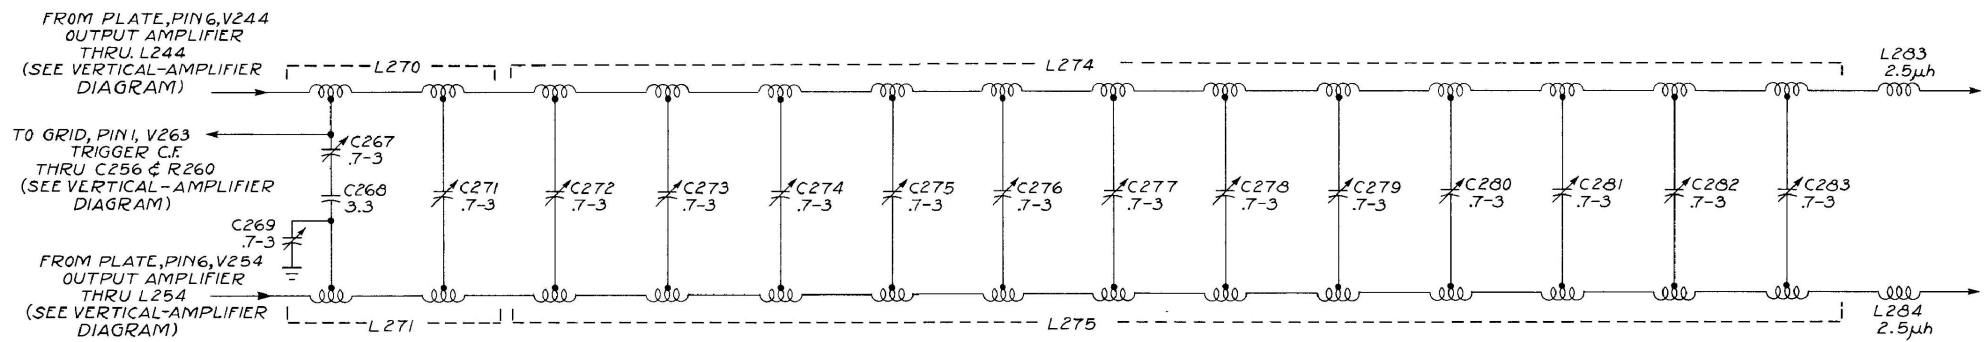 FROM PLATE, PIN 6, V244
OUTPUT AMPLIFIER
THRU. L244
(SEE VERTICAL-AMPLIFIER
DIAGRAM)
L270
L274
L283
2.5μh
TO GRID, PIN 1, V263
TRIGGER C.F.
THRU C256 & R260
(SEE VERTICAL-AMPLIFIER
DIAGRAM)
C267
.7-3
C268
3.3
C269
.7-3
C271
.7-3
C272
.7-3
C273
.7-3
C274
.7-3
C275
.7-3
C276
.7-3
C277
.7-3
C278
.7-3
C279
.7-3
C280
.7-3
C281
.7-3
C282
.7-3
C283
.7-3
FROM PLATE, PIN 6, V254
OUTPUT AMPLIFIER
THRU L254
(SEE VERTICAL-AMPLIFIER
DIAGRAM)
L271
L275
L284
2.5μh